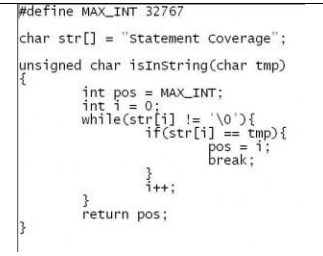 #define MAX_INT 32767
char str[] = "Statement Coverage";
unsigned char isInString(char tmp)
{
int pos = MAX_INT;
int i = 0;
while(str[i] != '\0'){
if(str[i] == tmp){
pos = i;
break;
}
i++;
}
return pos;
}